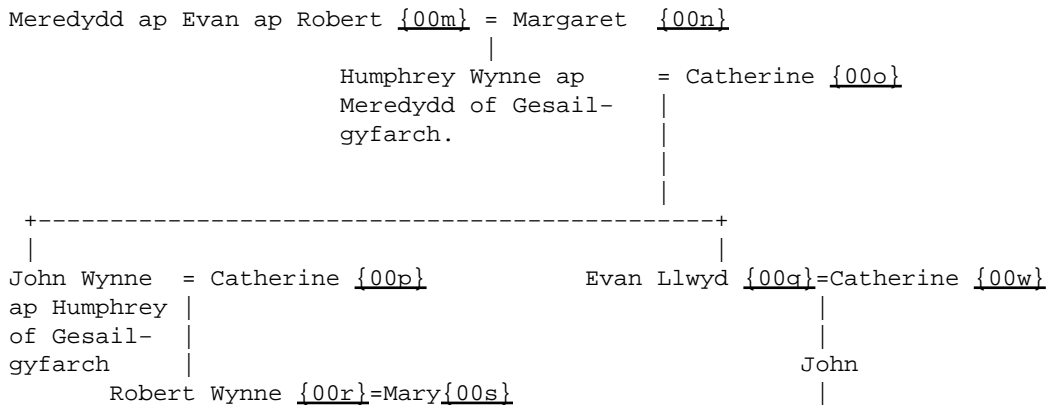 Meredydd ap Evan ap Robert {00m} = Margaret {00n}
Humphrey Wynne ap = Catherine {00o}
Meredydd of Gesail-
gyfarch.
John Wynne = Catherine {00p} Evan Llwyd {00q}=Catherine {00w}
ap Humphrey
of Gesail-
gyfarch John
Robert Wynne {00r}=Mary{00s}